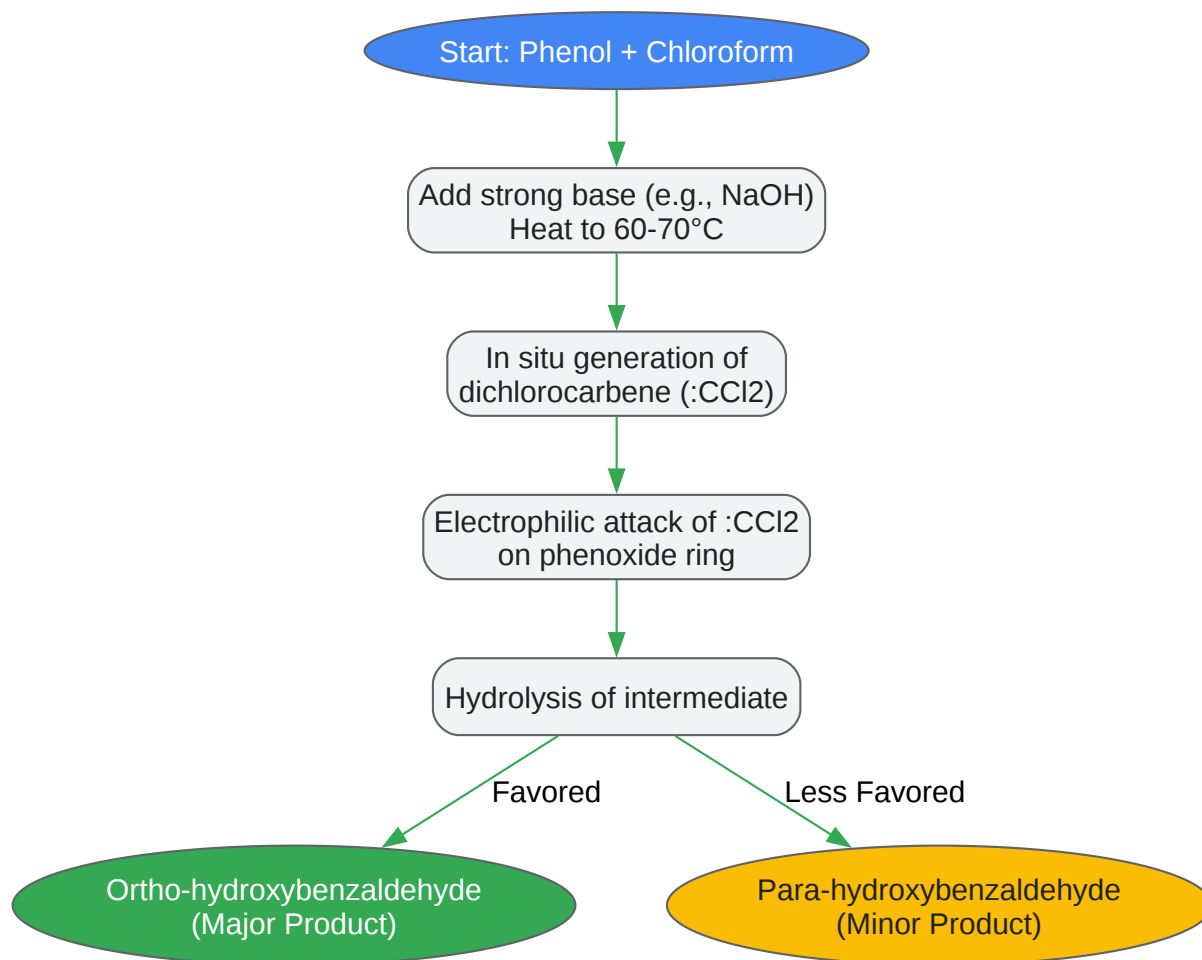 Start: Phenol + Chloroform
Add strong base (e.g., NaOH)
Heat to 60-70°C
In situ generation of
dichlorocarbene (:CCl2)
Electrophilic attack of :CCl2
on phenoxide ring
Hydrolysis of intermediate
Favored
Less Favored
Ortho-hydroxybenzaldehyde
(Major Product)
Para-hydroxybenzaldehyde
(Minor Product)